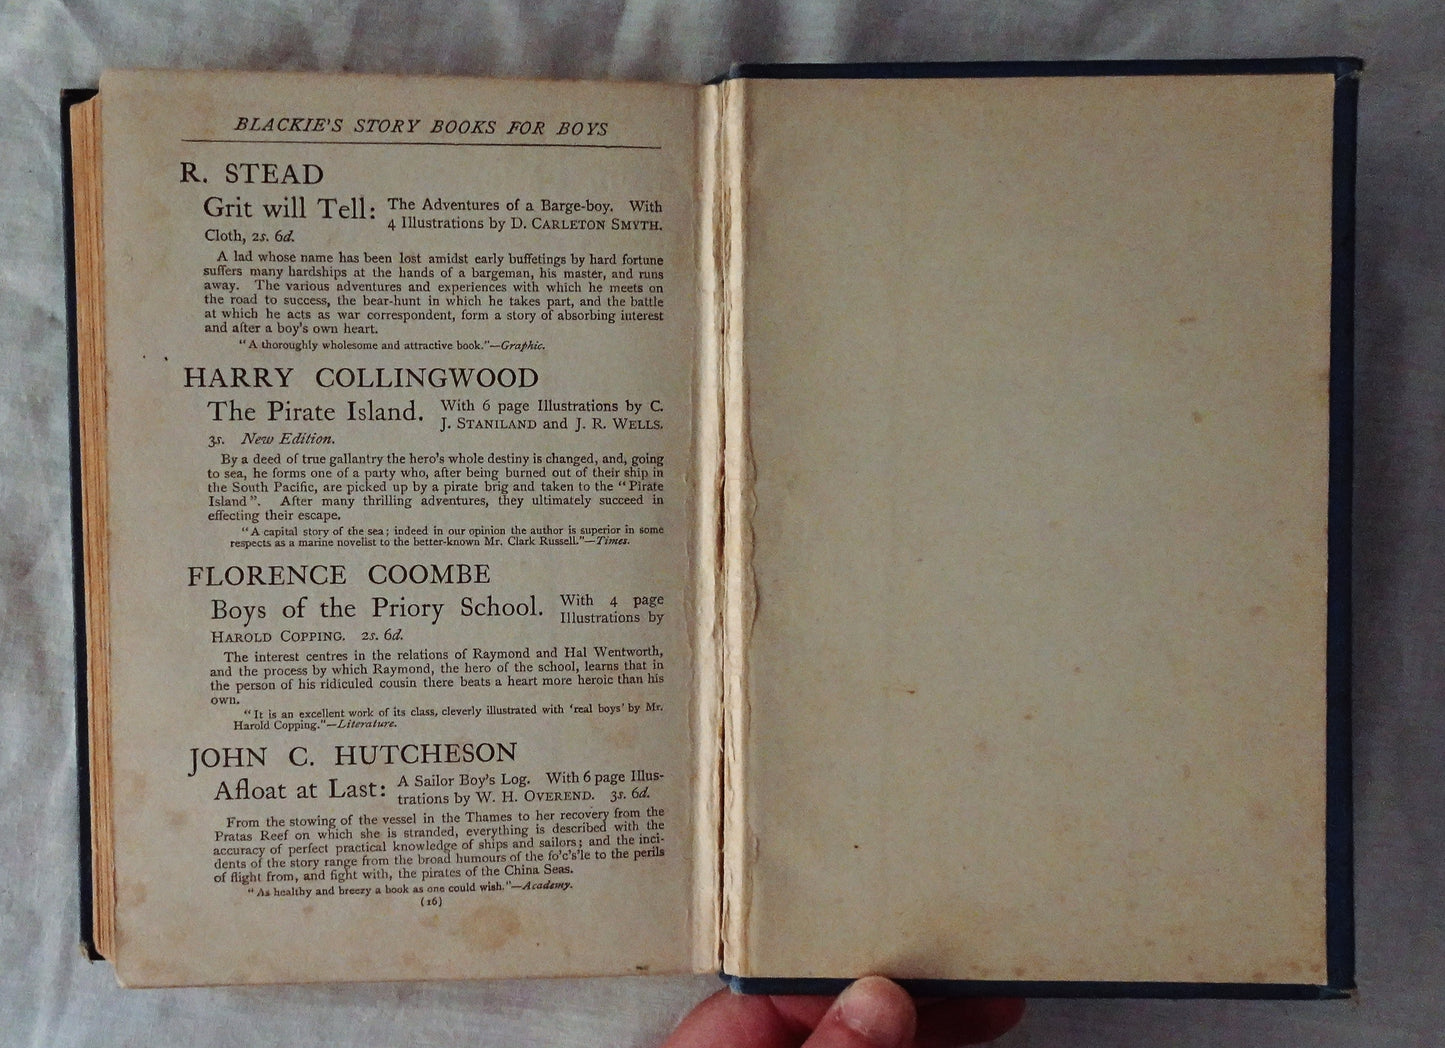 BLACKIE'S STORY BOOKS FOR BOYS
R. STEAD
Grit will Tell: The Adventures of a Barge-boy. With
4 Illustrations by D. CARLETON SMYTH.
Cloth, 2s. 6d.
A lad whose name has been lost amidst early buffetings by hard fortune
suffers many hardships at the hands of a bargeman, his master, and runs
away. The various adventures and experiences with which he meets on
the road to success, the bear-hunt in which he takes part, and the battle
at which he acts as war correspondent, form a story of absorbing interest
and after a boy's own heart.
"A thoroughly wholesome and attractive book."—Graphic.
HARRY COLLINGWOOD
The Pirate Island. With 6 page Illustrations by C.
J. STANILAND and J. R. WELLS.
3s. New Edition.
By a deed of true gallantry the hero's whole destiny is changed, and, going
to sea, he forms one of a party who, after being burned out of their ship in
the South Pacific, are picked up by a pirate brig and taken to the "Pirate
Island". After many thrilling adventures, they ultimately succeed in
effecting their escape.
"A capital story of the sea; indeed in our opinion the author is superior in some
respects as a marine novelist to the better-known Mr. Clark Russell."—Times.
FLORENCE COOMBE
Boys of the Priory School. With 4 page
Illustrations by
HAROLD COPPING. 2s. 6d.
The interest centres in the relations of Raymond and Hal Wentworth,
and the process by which Raymond, the hero of the school, learns that in
the person of his ridiculed cousin there beats a heart more heroic than his
own.
"It is an excellent work of its class, cleverly illustrated with 'real boys' by Mr.
Harold Copping."—Literature.
JOHN C. HUTCHESON
Afloat at Last: A Sailor Boy's Log. With 6 page Illus-
trations by W. H. OVEREND. 3s. 6d.
From the stowing of the vessel in the Thames to her recovery from the
Pratas Reef on which she is stranded, everything is described with the
accuracy of perfect practical knowledge of ships and sailors; and the inci-
dents of the story range from the broad humours of the fo'c's'le to the perils
of flight from, and fight with, the pirates of the China Seas.
"As healthy and breezy a book as one could wish."—Academy.
(16)